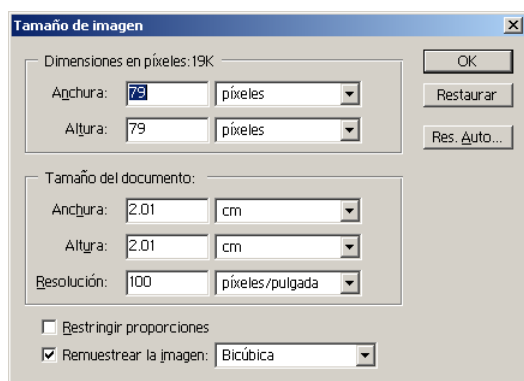 Tamaño de imagen
Dimensiones en píxeles:19K
OK
Anchura: 79 píxeles
Restaurar
Altura: 79 píxeles
Res. Auto...
Tamaño del documento:
Anchura: 2.01 cm
Altura: 2.01 cm
Resolución: 100 píxeles/pulgada
Restringir proporciones
Remuestrear la imagen: Bicúbica